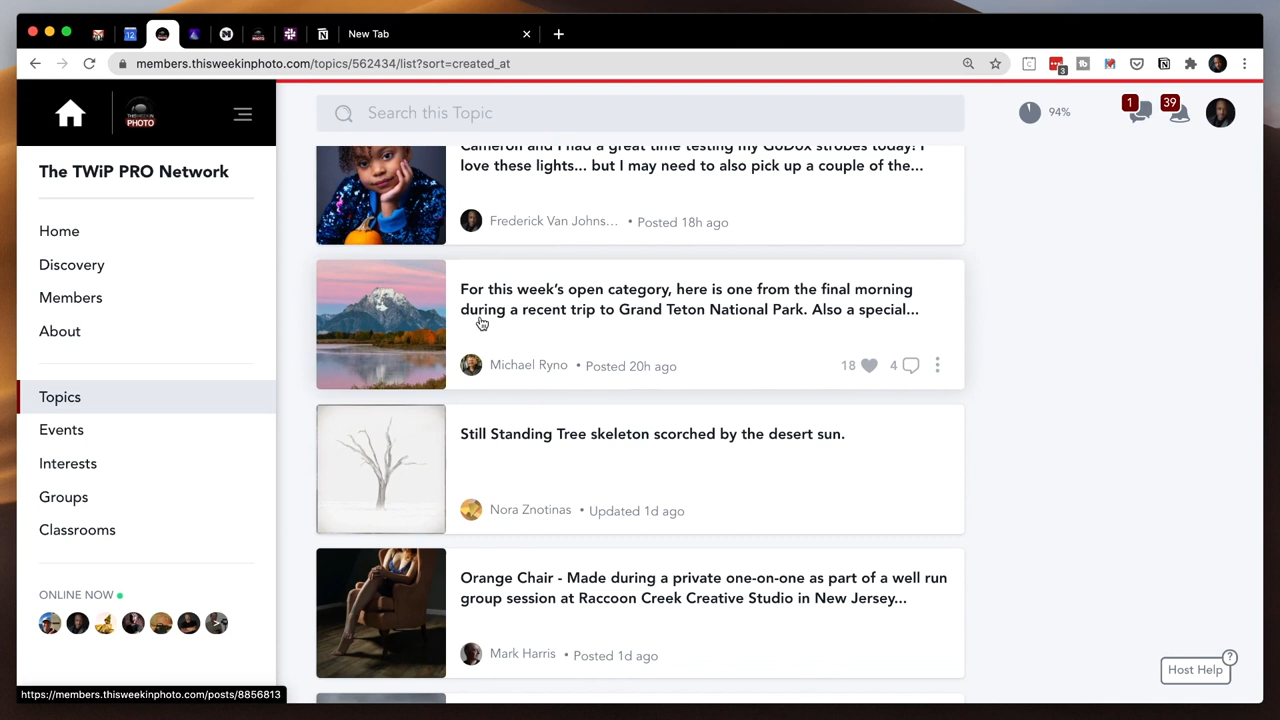 12
New Tab
members.thisweekinphoto.com/topics/562434/list?sort=created_at
3
PHOTO
Search this Topic
94%
1
39
The TWiP PRO Network
Home
Discovery
Members
About
Topics
Events
Interests
Groups
Classrooms
ONLINE NOW
Cameron and I had a great time testing my Godox strobes today! I
love these lights... but I may need to also pick up a couple of the...
Frederick Van Johns... • Posted 18h ago
For this week's open category, here is one from the final morning
during a recent trip to Grand Teton National Park. Also a special...
Michael Ryno • Posted 20h ago
18
4
Still Standing Tree skeleton scorched by the desert sun.
Nora Znotinas • Updated 1d ago
Orange Chair - Made during a private one-on-one as part of a well run
group session at Raccoon Creek Creative Studio in New Jersey...
Mark Harris • Posted 1d ago
Host Help
?
https://members.thisweekinphoto.com/posts/8856813